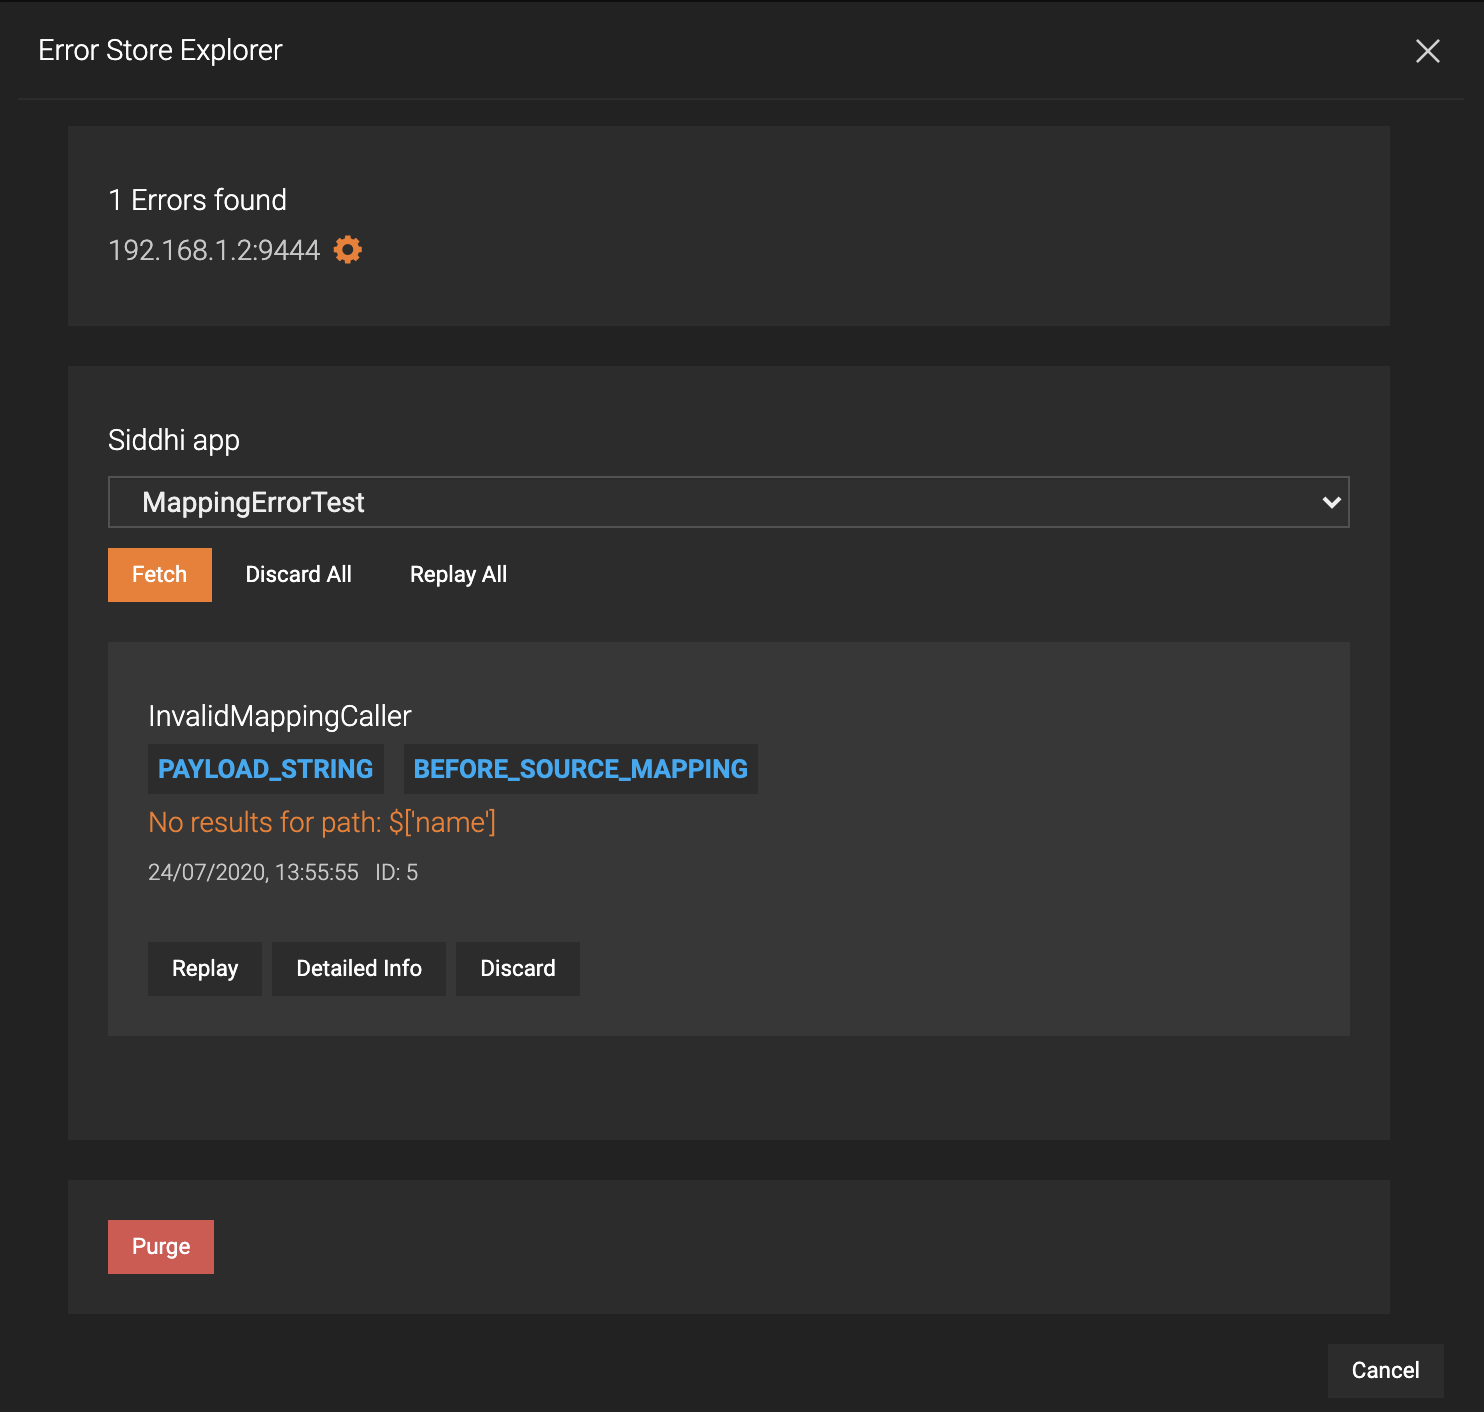 Error Store Explorer
1 Errors found
192.168.1.2:9444
Siddhi app
MappingErrorTest
Fetch Discard All Replay All
InvalidMappingCaller
PAYLOAD_STRING BEFORE_SOURCE_MAPPING
No results for path: $['name']
24/07/2020, 13:55:55 ID: 5
Replay Detailed Info Discard
Purge
Cancel